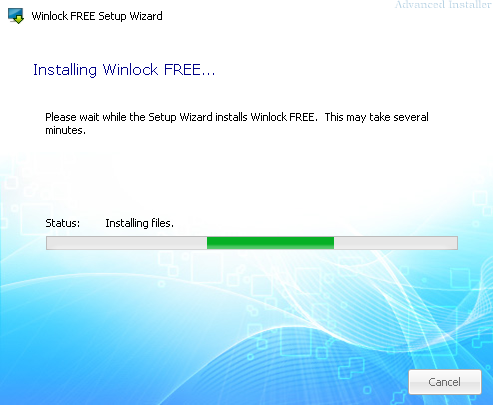 Advanced Installer
Winlock FREE Setup Wizard
Installing Winlock FREE...
Please wait while the Setup Wizard installs Winlock FREE.  This may take several
minutes.
Status: Installing files.
Cancel